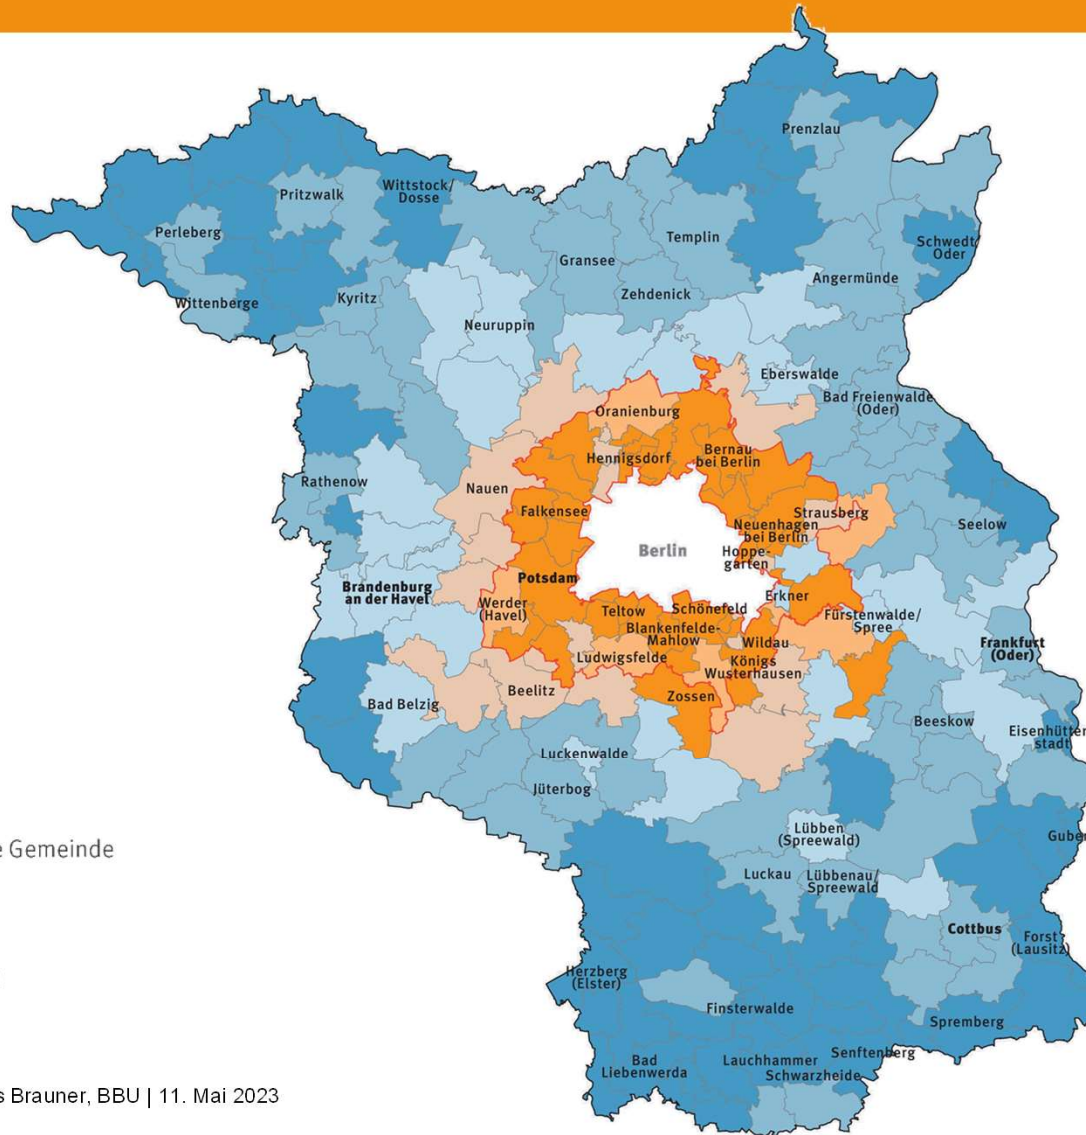 Prenzlau
Pritzwalk
Wittstock/
Dosse
Perleberg
Templin
Schwedt/
Oder
Gransee
Angermünde
Zehdenick
Wittenberge
Kyritz
Neuruppin
Eberswalde
Bad Freienwalde
(Oder)
Oranienburg
Bernau
bei Berlin
Hennigsdorf
Rathenow
Nauen
Falkensee
Strausberg
Neuenhagen
bei Berlin
Seelow
Berlin
Hoppe-
garten
Potsdam
Brandenburg
an der Havel
Erkner
Werder
(Havel)
Teltow
Schönefeld
Fürstenwalde/
Spree
Blankenfelde-
Mahlow
Wildau
Frankfurt
(Oder)
Ludwigsfelde
Königs
Wusterhausen
Beelitz
Zossen
Bad Belzig
Beeskow
Eisenhütten
stadt
Luckenwalde
Jüterbog
Lübben
(Spreewald)
Guben
e Gemeinde
Luckau
Lübbenau/
Spreewald
Cottbus
Forst
(Lausitz)
Herzberg
(Elster)
Finsterwalde
Spremberg
Bad
Liebenwerda
Lauchhammer
Senftenberg
Schwarzheide
s Brauner, BBU | 11. Mai 2023